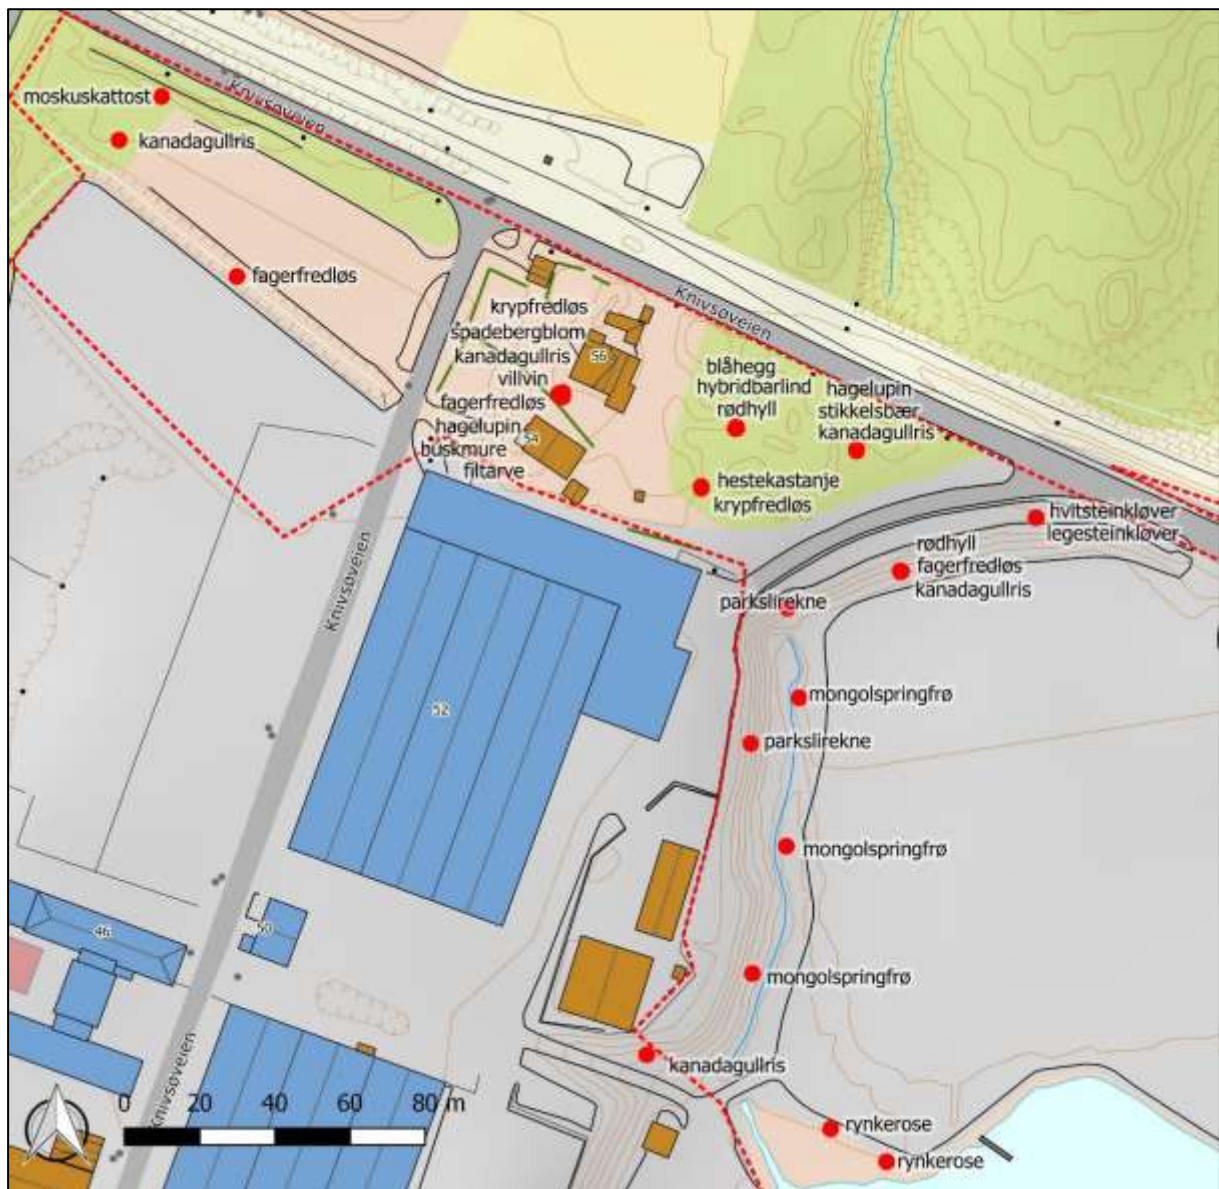 Knivsøveien
moskuskattost
kanadagullris
fagerfredløs
Knivsøveien
krypfredløs
spadebergblom
kanadagullris
villvin
fagerfredløs
hagelupin
buskmure
filtarve
56
54
blåhegg
hybridbarlind
rødhyll
hagelupin
stikkelsbær
kanadagullris
hestekastanje
krypfredløs
hvitsteinkløver
legesteinkløver
rødhyll
fagerfredløs
kanadagullris
parkslirekne
Knivsøveien
mongolspringfrø
52
parkslirekne
mongolspringfrø
46
50
mongolspringfrø
kanadagullris
Knivsøveien
0 20 40 60 80 m
rynkerose
rynkerose